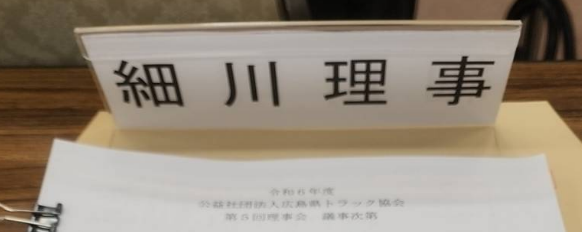 細川理事
令和6年度
公益社団法人広島県トラック協会
第5回理事会 議事次第